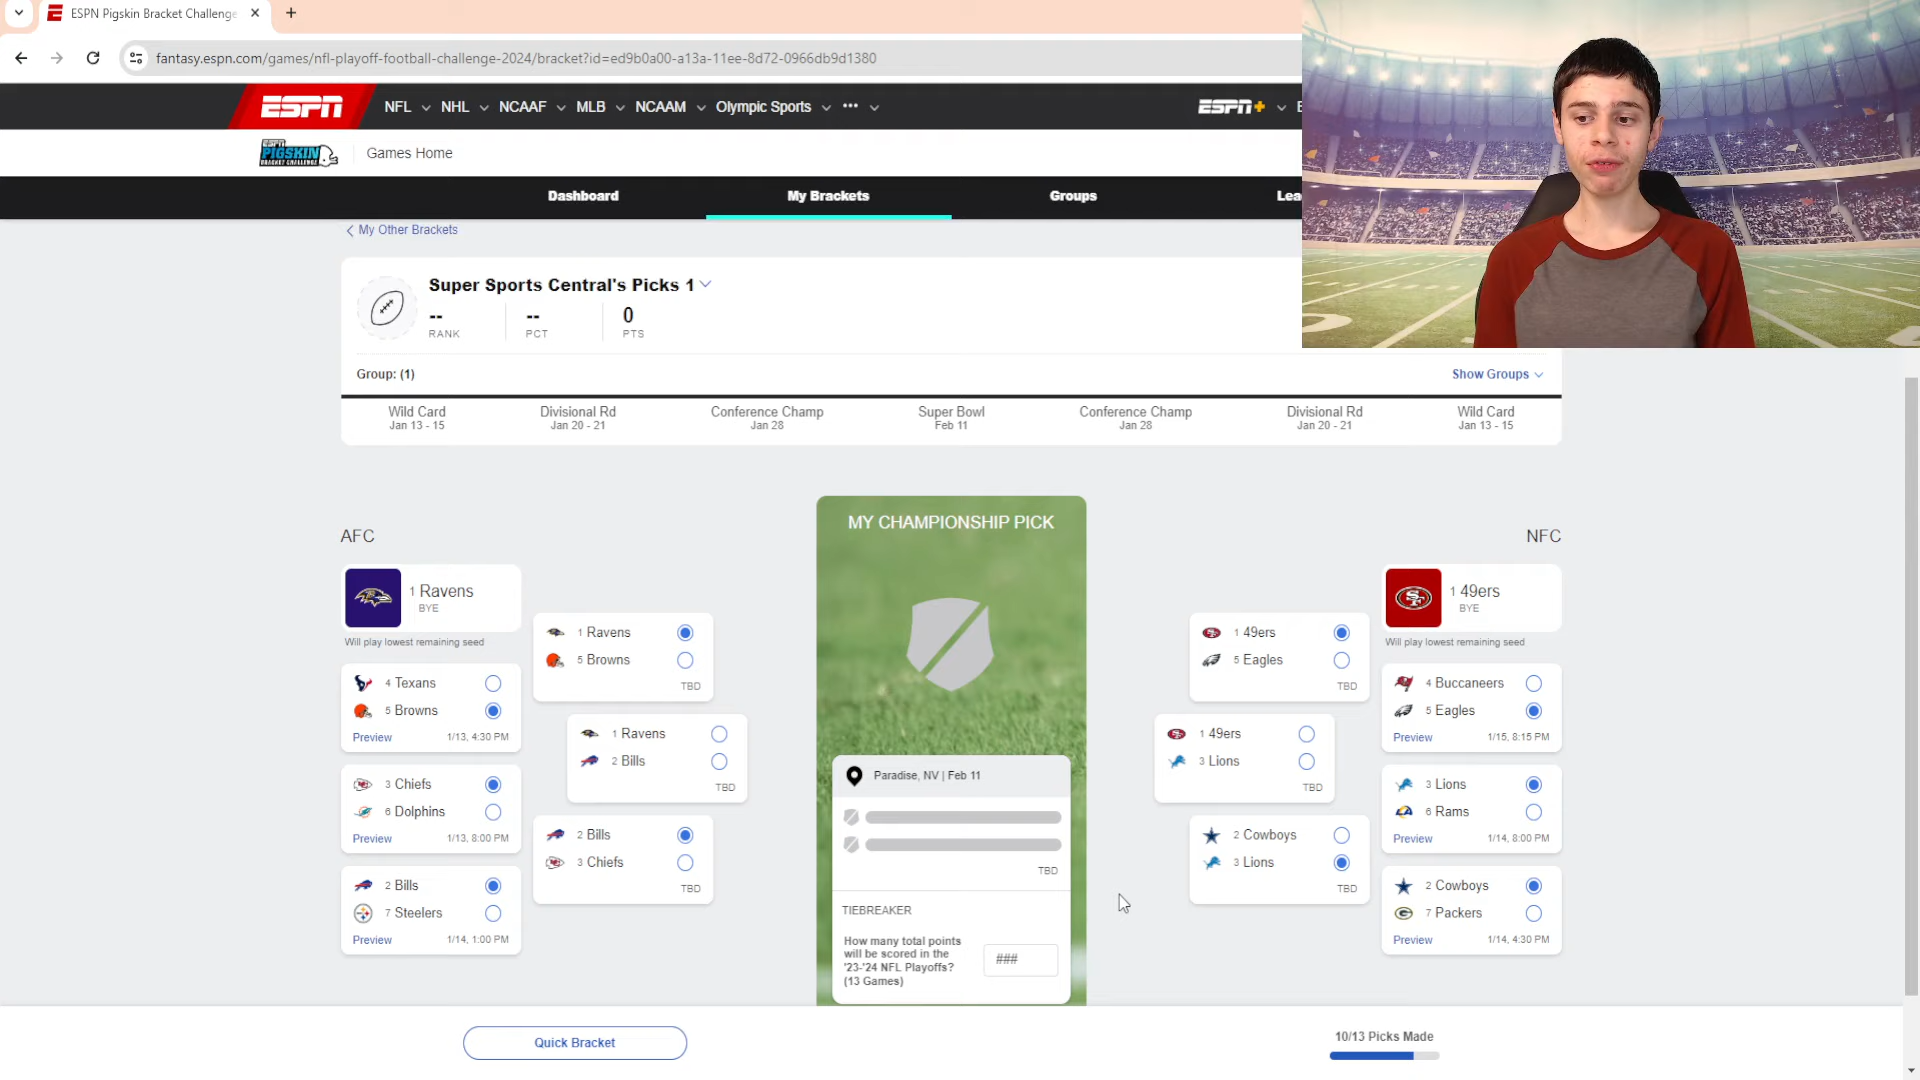 ESPN Pigskin Bracket Challenge
fantasy.espn.com/games/nfl-playoff-football-challenge-2024/bracket?id=ed9b0a00-a13a-11ee-8d72-0966db9d1380
ESPN NFL NHL NCAAF MLB NCAAM Olympic Sports ••• ESPN+ E
ESPN PIGSKIN BRACKET CHALLENGE Games Home
Dashboard My Brackets Groups Lea
My Other Brackets
Super Sports Central's Picks 1
-- -- 0
RANK PCT PTS
Group: (1) Show Groups
Wild Card Divisional Rd Conference Champ Super Bowl Conference Champ Divisional Rd Wild Card
Jan 13 - 15 Jan 20 - 21 Jan 28 Feb 11 Jan 28 Jan 20 - 21 Jan 13 - 15
AFC
1 Ravens
BYE
Will play lowest remaining seed
4 Texans
5 Browns
Preview 1/13, 4:30 PM
3 Chiefs
6 Dolphins
Preview 1/13, 8:00 PM
2 Bills
7 Steelers
Preview 1/14, 1:00 PM
1 Ravens
5 Browns
TBD
1 Ravens
2 Bills
TBD
2 Bills
3 Chiefs
TBD
MY CHAMPIONSHIP PICK
Paradise, NV | Feb 11
TBD
TIEBREAKER
How many total points
will be scored in the
'23-'24 NFL Playoffs?
(13 Games)
###
1 49ers
5 Eagles
TBD
1 49ers
3 Lions
TBD
2 Cowboys
3 Lions
TBD
NFC
SF
1 49ers
BYE
Will play lowest remaining seed
4 Buccaneers
5 Eagles
Preview 1/15, 8:15 PM
3 Lions
6 Rams
Preview 1/14, 8:00 PM
2 Cowboys
7 Packers
Preview 1/14, 4:30 PM
Quick Bracket
10/13 Picks Made